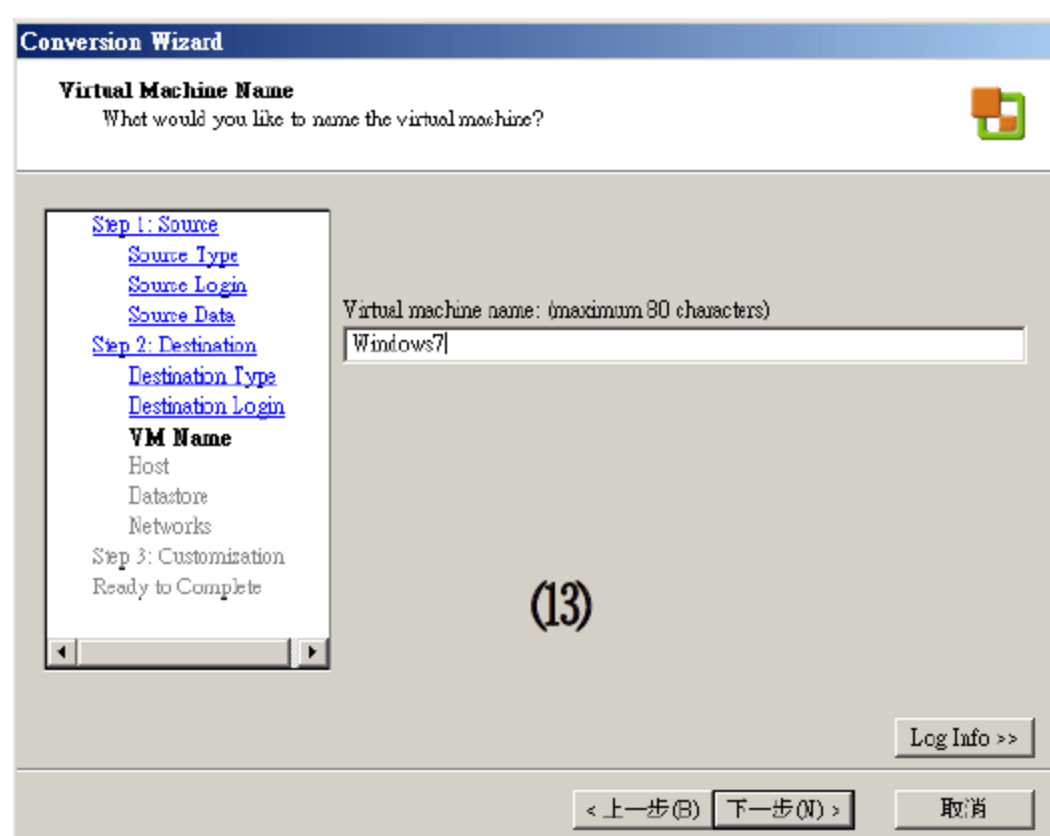 Conversion Wizard
Virtual Machine Name
What would you like to name the virtual machine?
Step 1: Source
Source Type
Source Login
Source Data
Step 2: Destination
Destination Type
Destination Login
VM Name
Host
Datastore
Networks
Step 3: Customization
Ready to Complete
Virtual machine name: (maximum 80 characters)
Windows7
(13)
Log Info >>
< 上一步(B)
下一步(N) >
取消